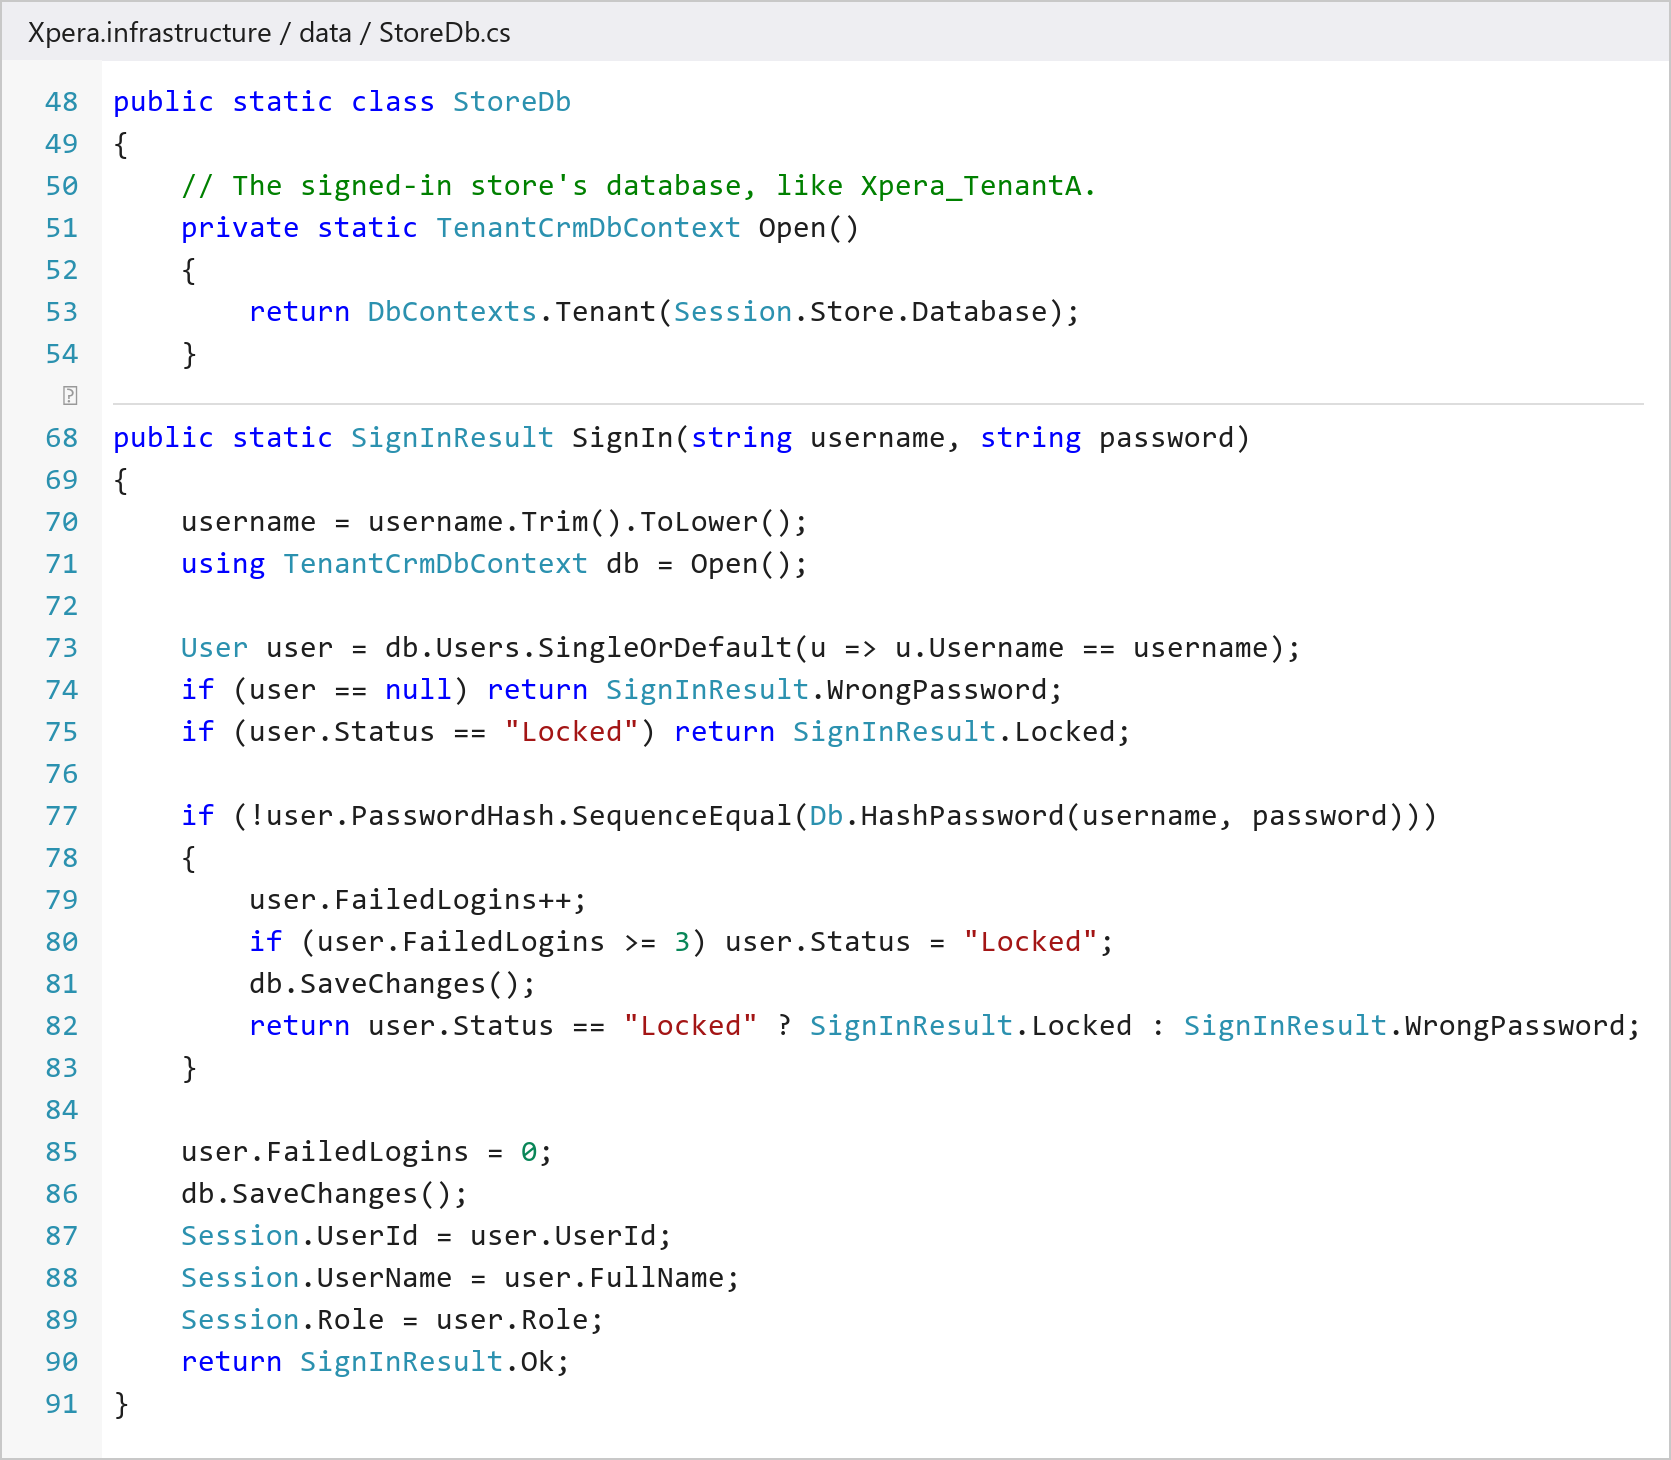 Xpera.infrastructure / data / StoreDb.cs
48 public static class StoreDb
49 {
50     // The signed-in store's database, like Xpera_TenantA.
51     private static TenantCrmDbContext Open()
52     {
53         return DbContexts.Tenant(Session.Store.Database);
54     }
68 public static SignInResult SignIn(string username, string password)
69 {
70     username = username.Trim().ToLower();
71     using TenantCrmDbContext db = Open();
72
73     User user = db.Users.SingleOrDefault(u => u.Username == username);
74     if (user == null) return SignInResult.WrongPassword;
75     if (user.Status == "Locked") return SignInResult.Locked;
76
77     if (!user.PasswordHash.SequenceEqual(Db.HashPassword(username, password)))
78     {
79         user.FailedLogins++;
80         if (user.FailedLogins >= 3) user.Status = "Locked";
81         db.SaveChanges();
82         return user.Status == "Locked" ? SignInResult.Locked : SignInResult.WrongPassword;
83     }
84
85     user.FailedLogins = 0;
86     db.SaveChanges();
87     Session.UserId = user.UserId;
88     Session.UserName = user.FullName;
89     Session.Role = user.Role;
90     return SignInResult.Ok;
91 }